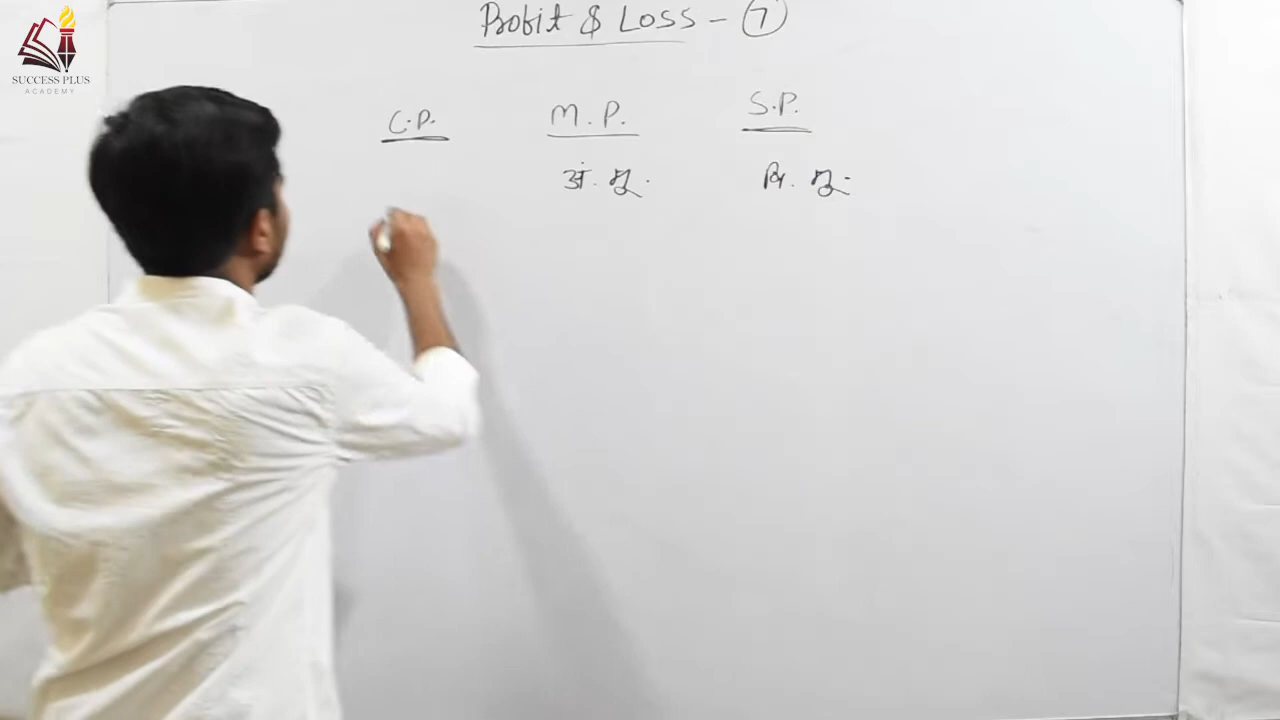 SUCCESS PLUS
ACADEMY
Profit & Loss - 7
C.P. M.P. S.P.
अं. मू. वि. मू.